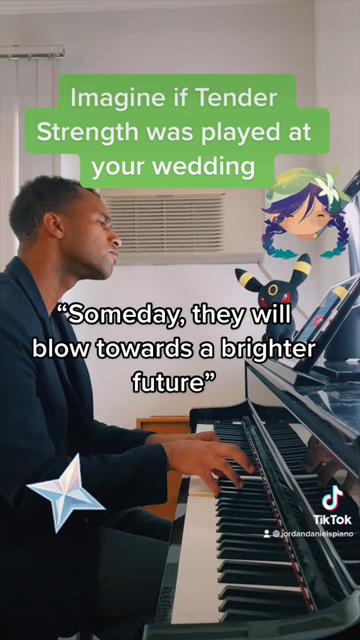 Imagine if Tender
Strength was played at
your wedding
“Someday, they will
blow towards a brighter
future”
TikTok
@jordandanielspiano